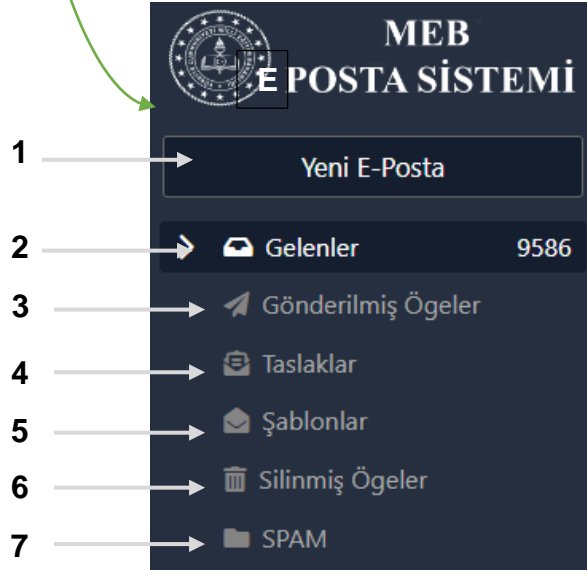 MEB
E POSTA SİSTEMİ
1 Yeni E-Posta
2 Gelenler 9586
3 Gönderilmiş Ögeler
4 Taslaklar
5 Şablonlar
6 Silinmiş Ögeler
7 SPAM